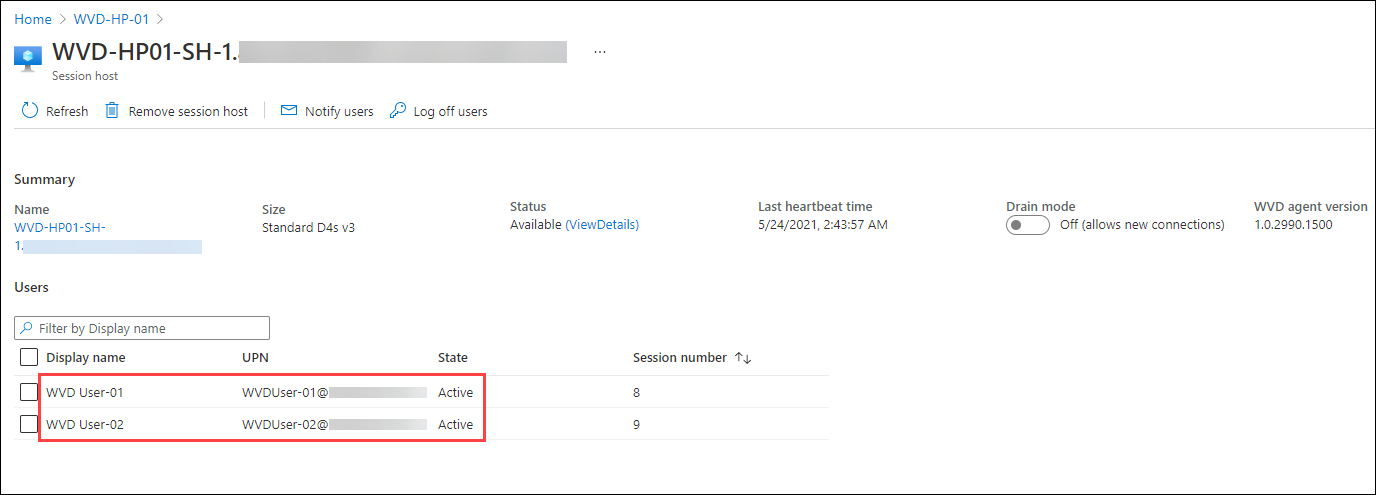 Home > WVD-HP-01 >
WVD-HP01-SH-1.
...
Session host
Refresh Remove session host Notify users Log off users
Summary
Name Size Status Last heartbeat time Drain mode WVD agent version
WVD-HP01-SH- Standard D4s v3 Available (ViewDetails) 5/24/2021, 2:43:57 AM Off (allows new connections) 1.0.2990.1500
1.
Users
Filter by Display name
Display name UPN State Session number
WVD User-01 WVDUser-01@ Active 8
WVD User-02 WVDUser-02@ Active 9